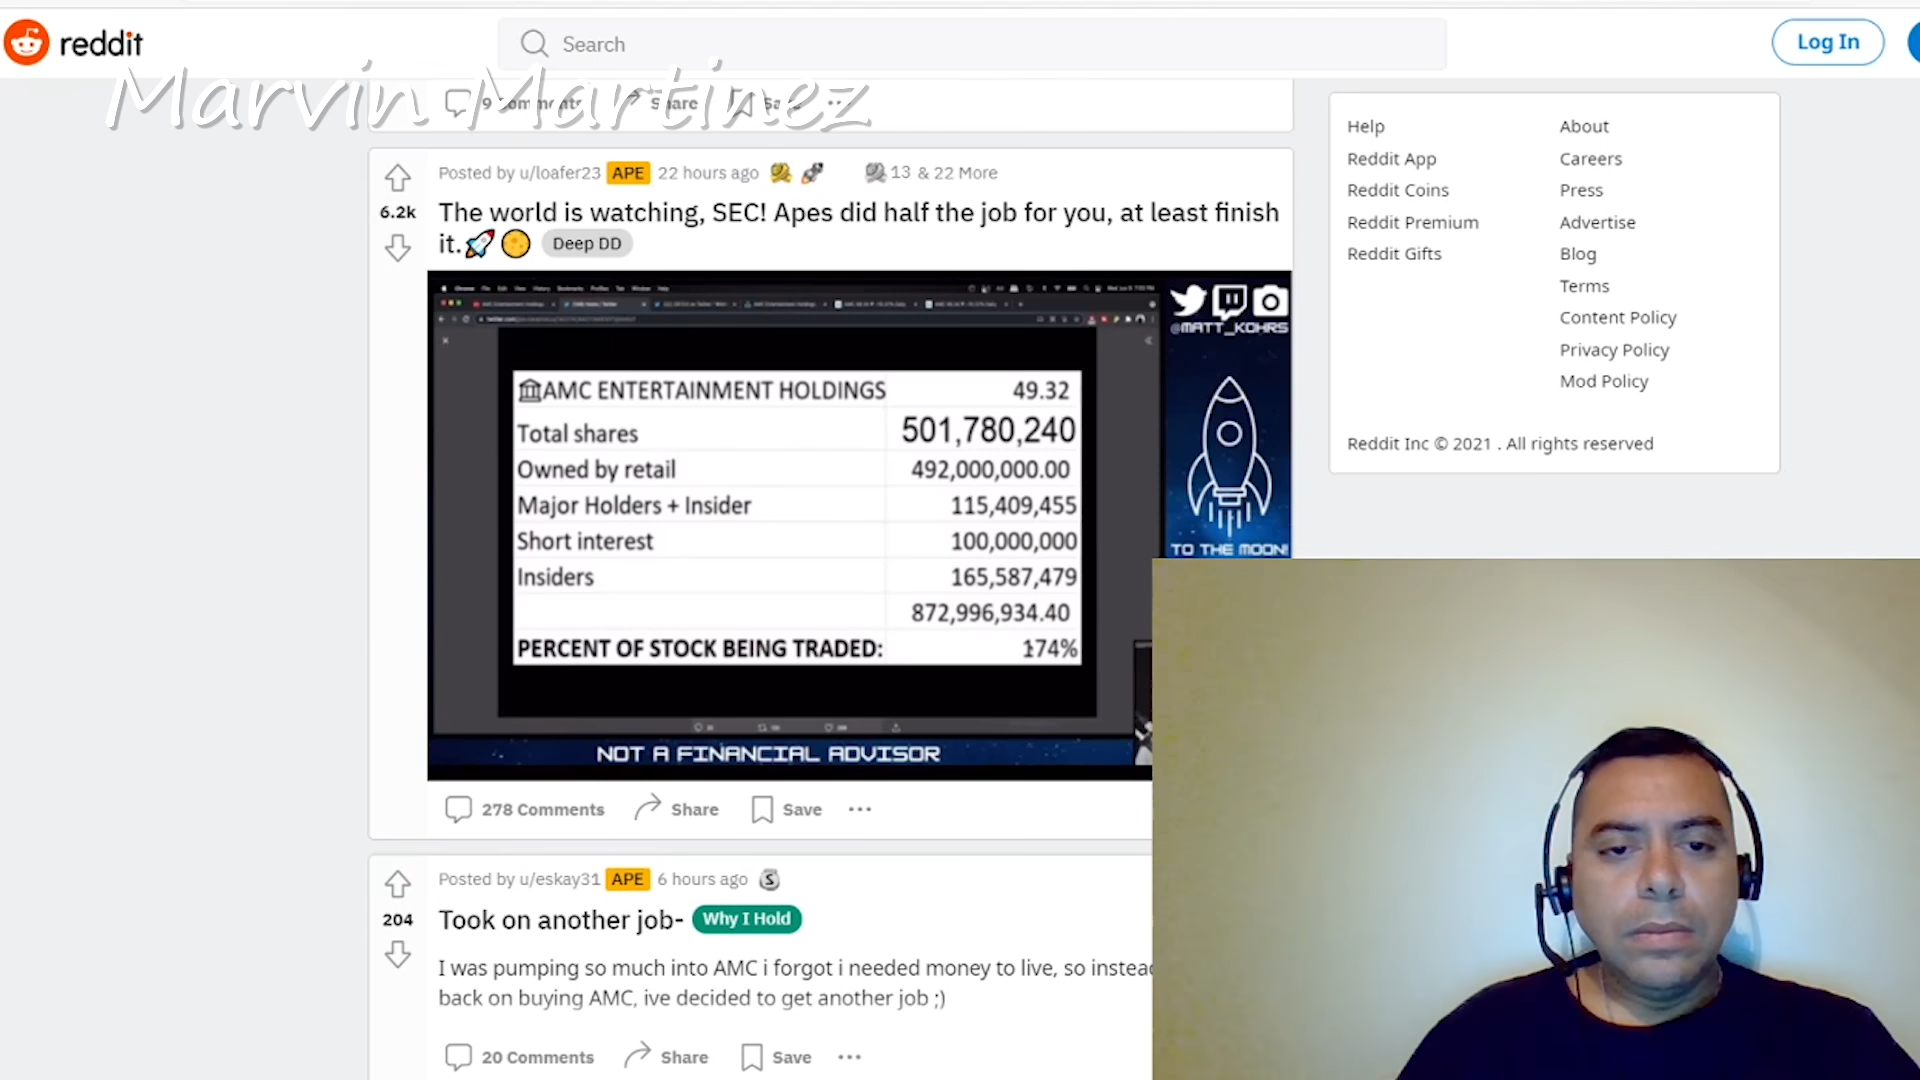 reddit
Search
Log In
Marvin Martinez
9 Comments Share Save
Posted by u/loafer23 APE 22 hours ago 13 & 22 More
6.2k
The world is watching, SEC! Apes did half the job for you, at least finish
it.🚀🌕 Deep DD
@MATT_KOHRS
AMC ENTERTAINMENT HOLDINGS 49.32
Total shares 501,780,240
Owned by retail 492,000,000.00
Major Holders + Insider 115,409,455
Short interest 100,000,000
Insiders 165,587,479
872,996,934.40
PERCENT OF STOCK BEING TRADED: 174%
TO THE MOON!
NOT A FINANCIAL ADVISOR
278 Comments Share Save
Posted by u/eskay31 APE 6 hours ago
204
Took on another job- Why I Hold
I was pumping so much into AMC i forgot i needed money to live, so instead
back on buying AMC, ive decided to get another job ;)
20 Comments Share Save
Help
Reddit App
Reddit Coins
Reddit Premium
Reddit Gifts
About
Careers
Press
Advertise
Blog
Terms
Content Policy
Privacy Policy
Mod Policy
Reddit Inc © 2021 . All rights reserved